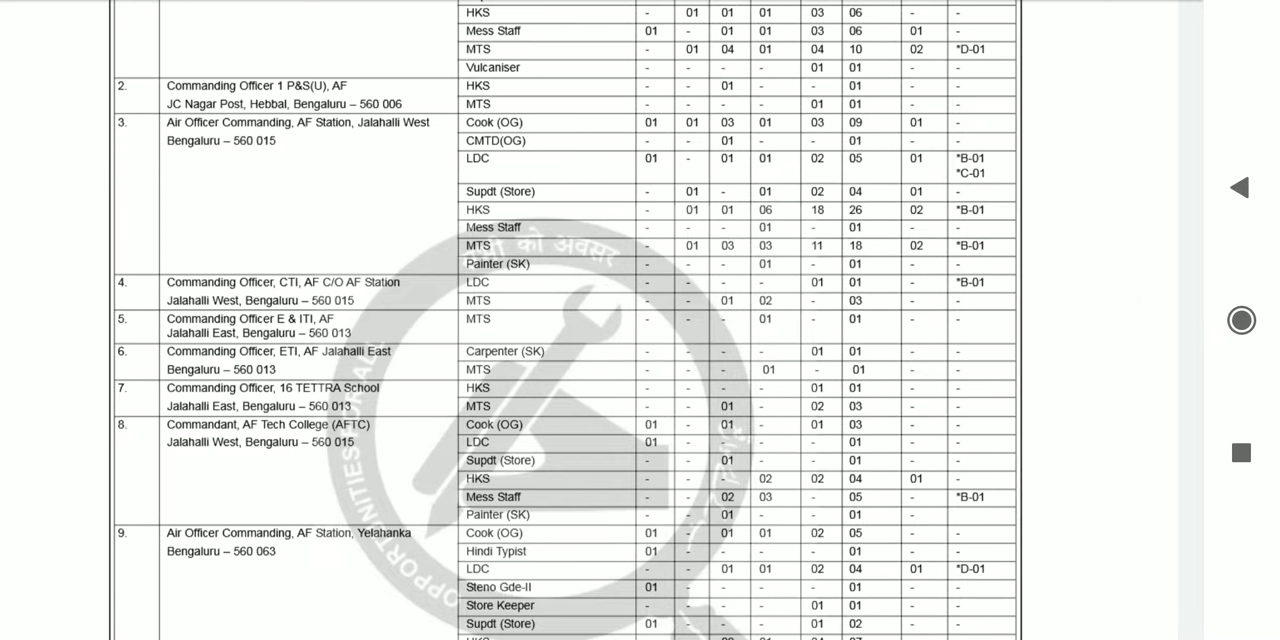 HKS - 01 01 01 03 06 - -
Mess Staff 01 - 01 01 03 06 01 -
MTS - 01 04 01 04 10 02 *D-01
Vulcaniser - - - - 01 01 - -
2. Commanding Officer 1 P&S(U), AF HKS - - 01 - - 01 - -
JC Nagar Post, Hebbal, Bengaluru – 560 006 MTS - - - - 01 01 - -
3. Air Officer Commanding, AF Station, Jalahalli West Cook (OG) 01 01 03 01 03 09 01 -
Bengaluru – 560 015 CMTD(OG) - - 01 - - 01 - -
LDC 01 - 01 01 02 05 01 *B-01
*C-01
Supdt (Store) - 01 - 01 02 04 01 -
HKS - 01 01 06 18 26 02 *B-01
Mess Staff - - - 01 - 01 - -
MTS - 01 03 03 11 18 02 *B-01
Painter (SK) - - - 01 - 01 - -
4. Commanding Officer, CTI, AF C/O AF Station LDC - - - - 01 01 - *B-01
Jalahalli West, Bengaluru – 560 015 MTS - - 01 02 - 03 - -
5. Commanding Officer E & ITI, AF MTS - - - 01 - 01 - -
Jalahalli East, Bengaluru – 560 013
6. Commanding Officer, ETI, AF Jalahalli East Carpenter (SK) - - - - 01 01 - -
Bengaluru – 560 013 MTS - - - 01 - 01 - -
7. Commanding Officer, 16 TETTRA School HKS - - - - 01 01 - -
Jalahalli East, Bengaluru – 560 013 MTS - - 01 - 02 03 - -
8. Commandant, AF Tech College (AFTC) Cook (OG) 01 - 01 - 01 03 - -
Jalahalli West, Bengaluru – 560 015 LDC 01 - - - - 01 - -
Supdt (Store) - - 01 - - 01 - -
HKS - - - 02 02 04 01 -
Mess Staff - - 02 03 - 05 - *B-01
Painter (SK) - - 01 - - 01 - -
9. Air Officer Commanding, AF Station, Yelahanka Cook (OG) 01 - 01 01 02 05 - -
Bengaluru – 560 063 Hindi Typist 01 - - - - 01 - -
LDC - - 01 01 02 04 01 *D-01
Steno Gde-II 01 - - - - 01 - -
Store Keeper - - - - 01 01 - -
Supdt (Store) 01 - - - 01 02 - -
को अवसर
OPPORTUNITIES FOR ALL